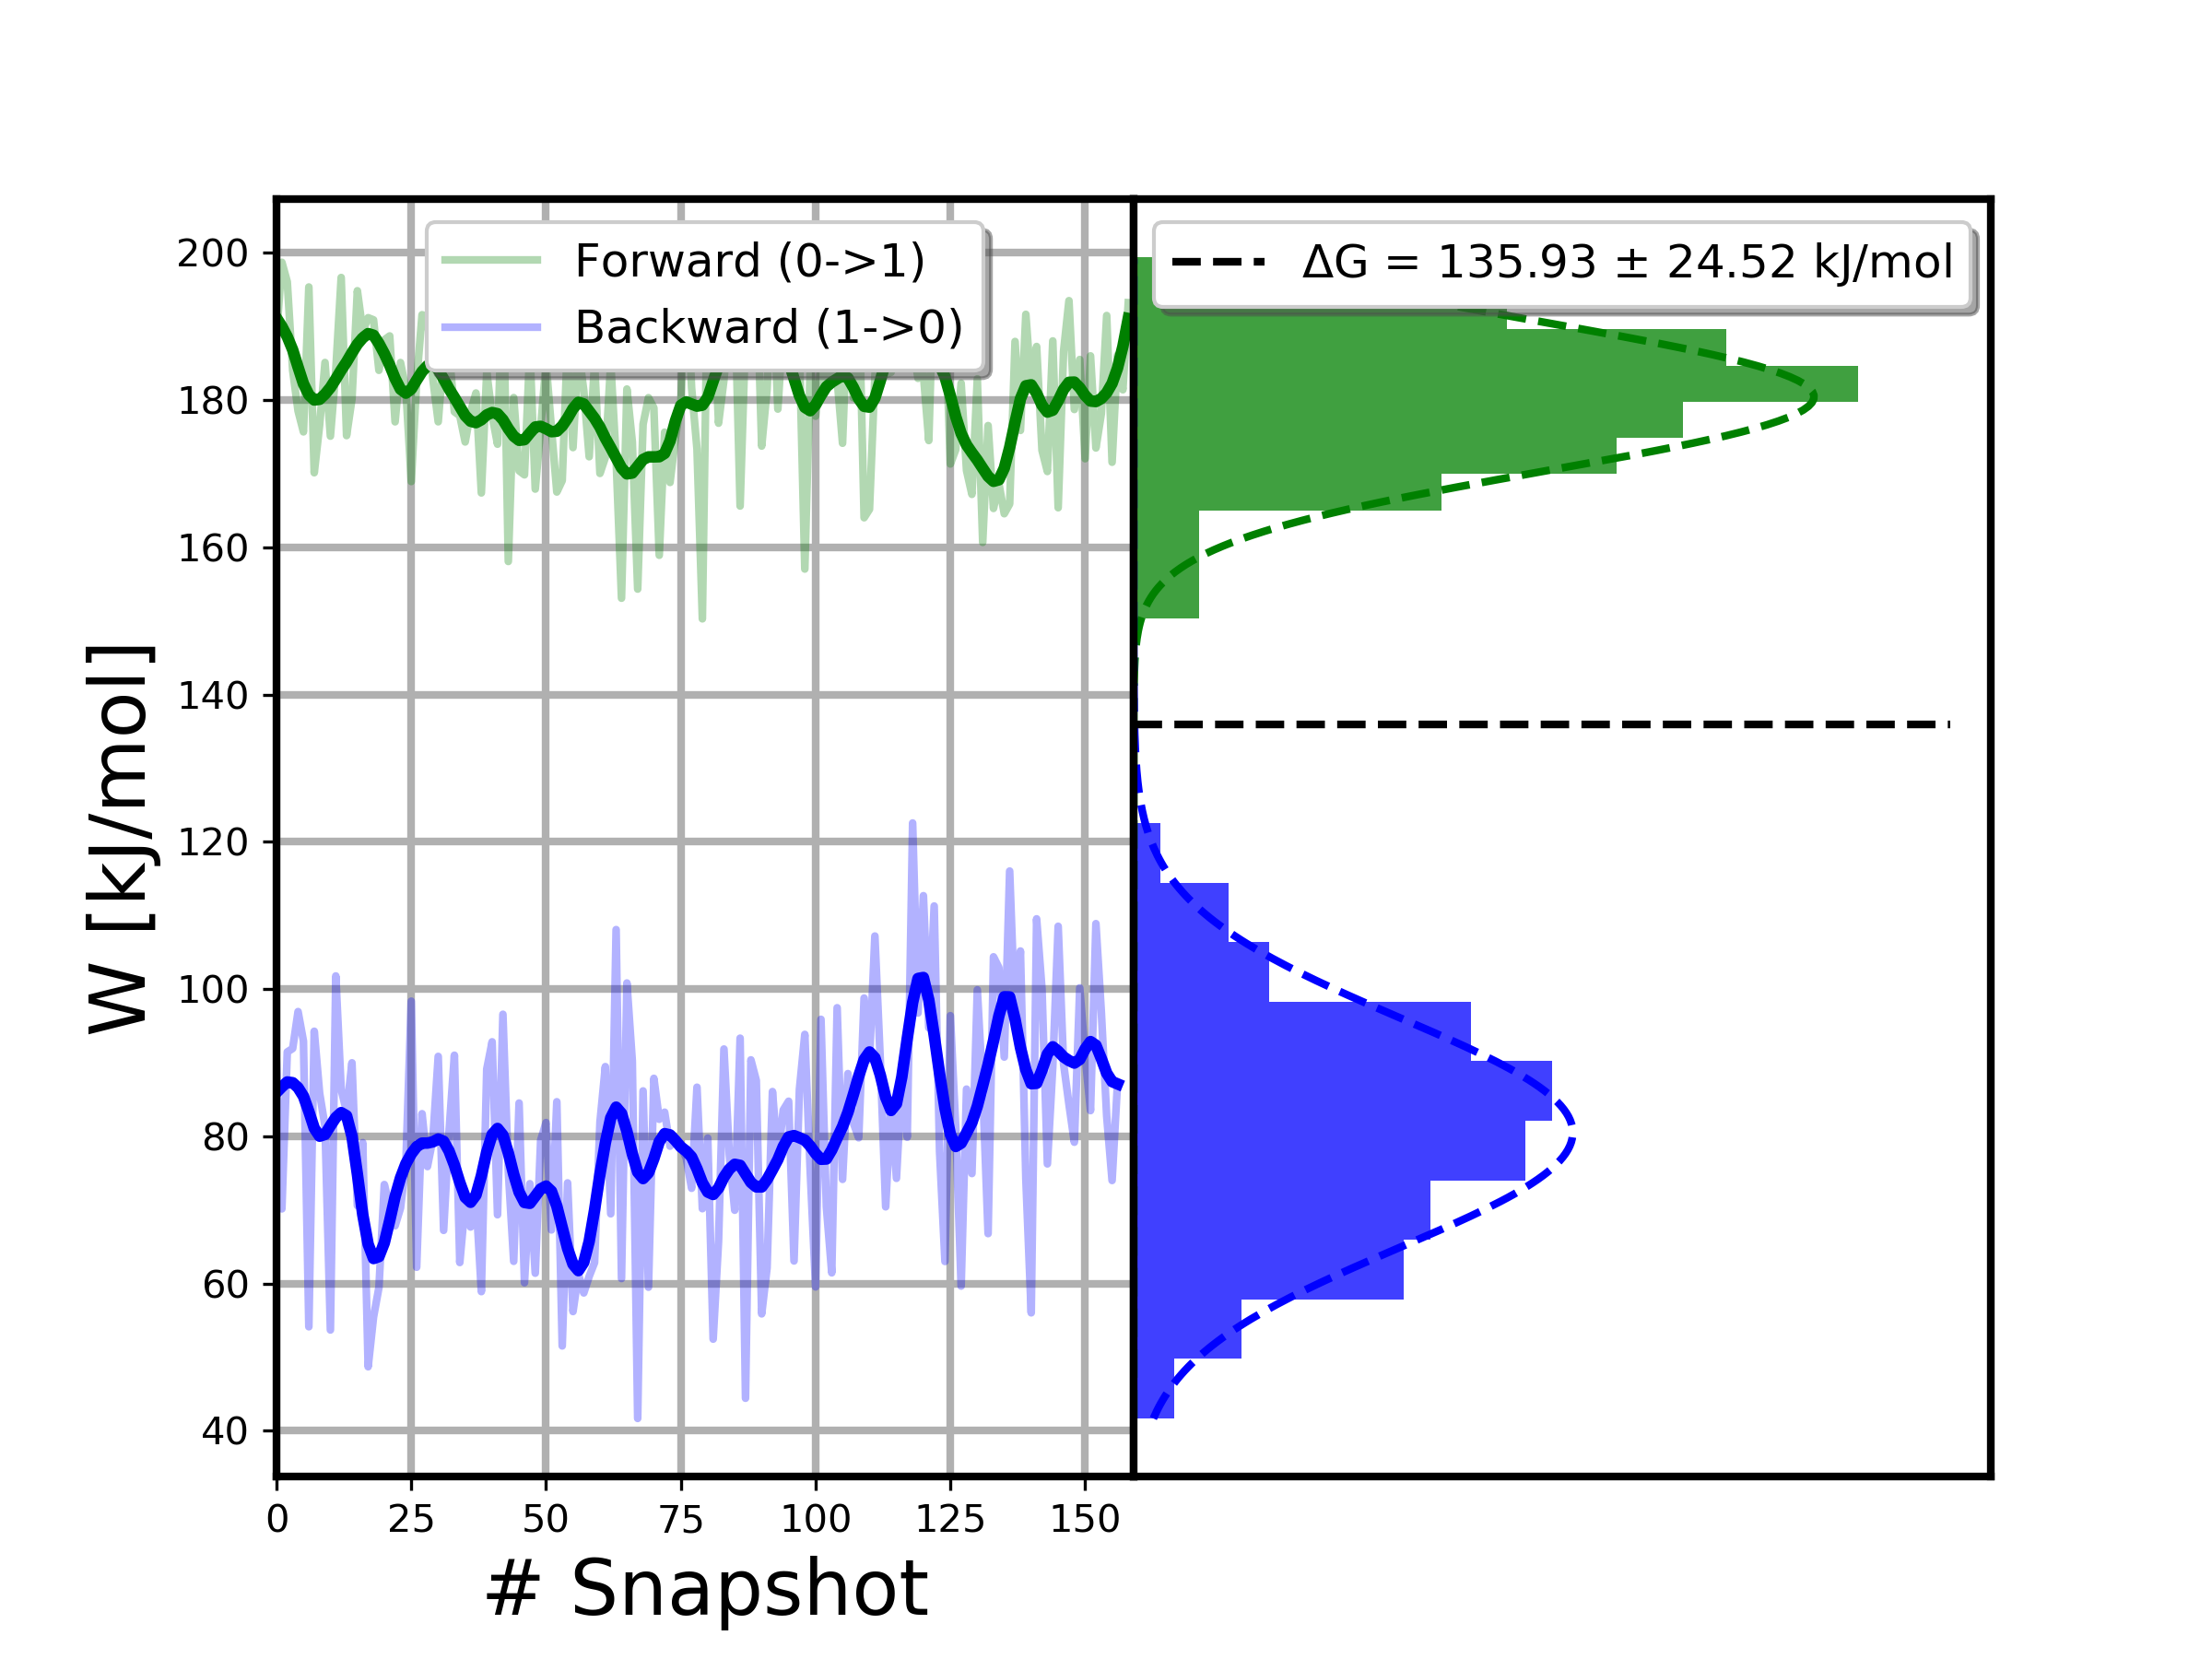 Forward (0->1)
Backward (1->0)
ΔG = 135.93 ± 24.52 kJ/mol
W [kJ/mol]
200
180
160
140
120
100
80
60
40
0 25 50 75 100 125 150
# Snapshot